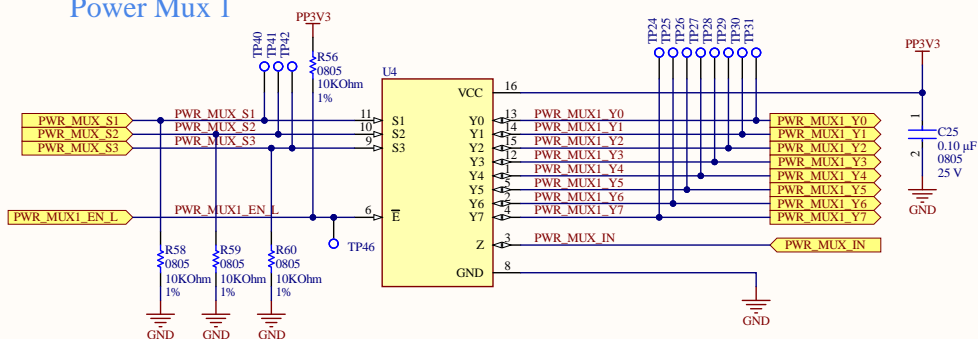 Power Mux 1
PP3V3
TP40
TP41
TP42
R56
0805
10KOhm
1%
U4
TP24
TP25
TP26
TP27
TP28
TP29
TP30
TP31
PP3V3
VCC 16
PWR_MUX_S1 PWR_MUX_S1 11 S1 Y0 13 PWR_MUX1_Y0 PWR_MUX1_Y0
PWR_MUX_S2 PWR_MUX_S2 10 S2 Y1 14 PWR_MUX1_Y1 PWR_MUX1_Y1
PWR_MUX_S3 PWR_MUX_S3 9 S3 Y2 15 PWR_MUX1_Y2 PWR_MUX1_Y2
Y3 12 PWR_MUX1_Y3 PWR_MUX1_Y3
Y4 1 PWR_MUX1_Y4 PWR_MUX1_Y4
Y5 5 PWR_MUX1_Y5 PWR_MUX1_Y5
Y6 2 PWR_MUX1_Y6 PWR_MUX1_Y6
PWR_MUX1_EN_L PWR_MUX1_EN_L 6 E Y7 4 PWR_MUX1_Y7 PWR_MUX1_Y7
1
2
C25
0.10 µF
0805
25 V
GND
TP46
Z 3 PWR_MUX_IN PWR_MUX_IN
GND 8
R58
0805
10KOhm
1%
R59
0805
10KOhm
1%
R60
0805
10KOhm
1%
GND
GND
GND
GND